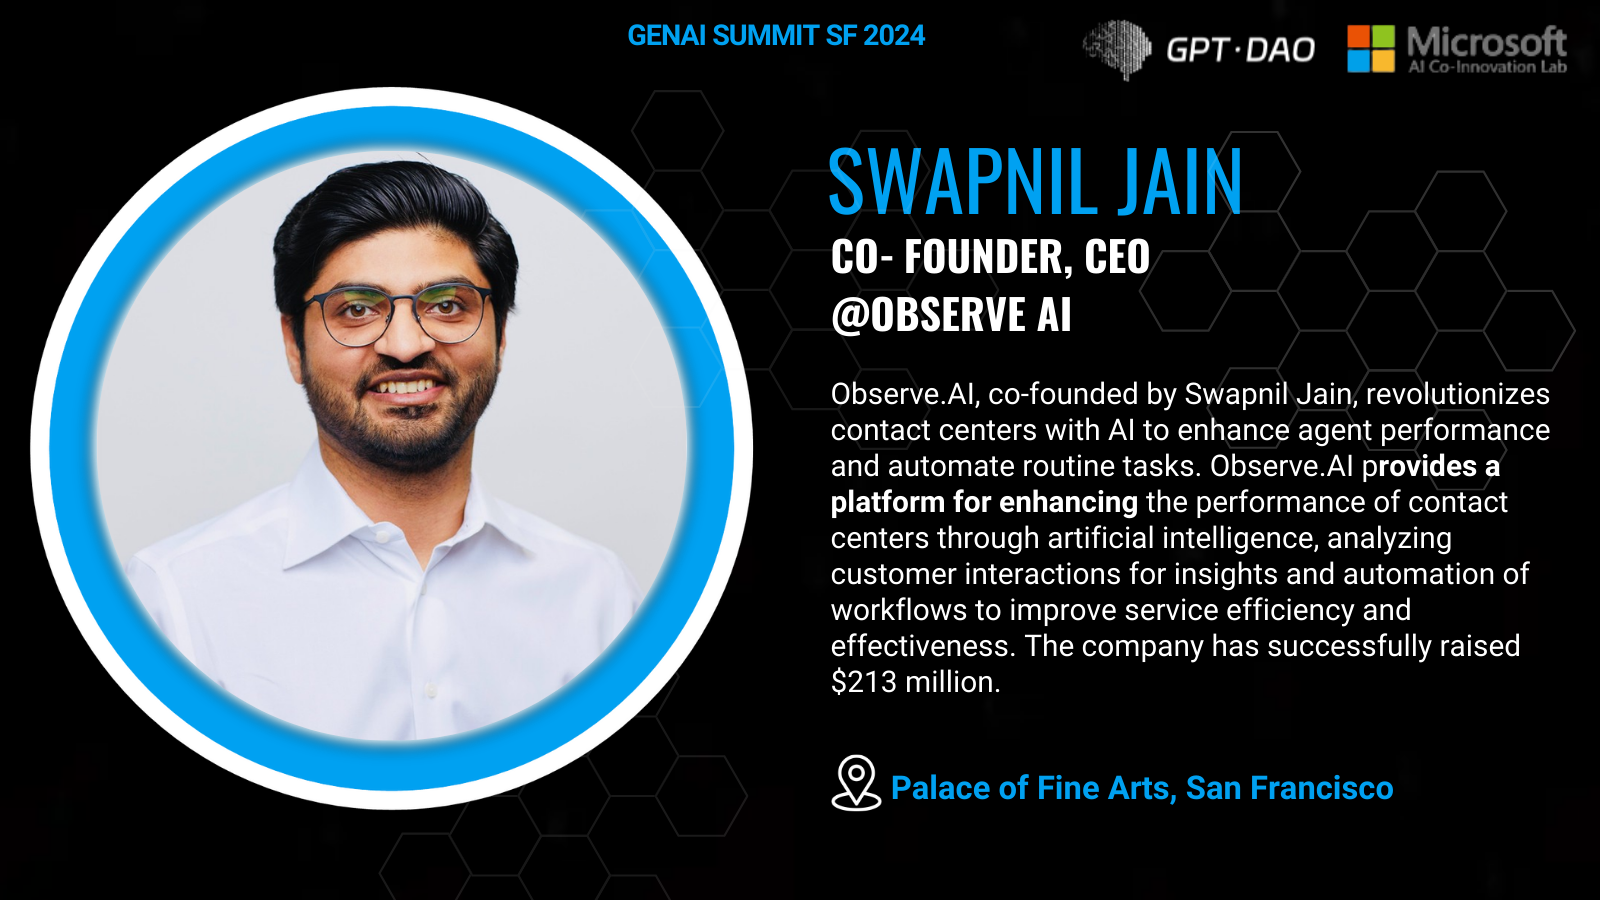 GENAI SUMMIT SF 2024
GPT·DAO
Microsoft
AI Co-Innovation Lab
SWAPNIL JAIN
CO- FOUNDER, CEO
@OBSERVE AI
Observe.AI, co-founded by Swapnil Jain, revolutionizes
contact centers with AI to enhance agent performance
and automate routine tasks. Observe.AI provides a
platform for enhancing the performance of contact
centers through artificial intelligence, analyzing
customer interactions for insights and automation of
workflows to improve service efficiency and
effectiveness. The company has successfully raised
$213 million.
Palace of Fine Arts, San Francisco